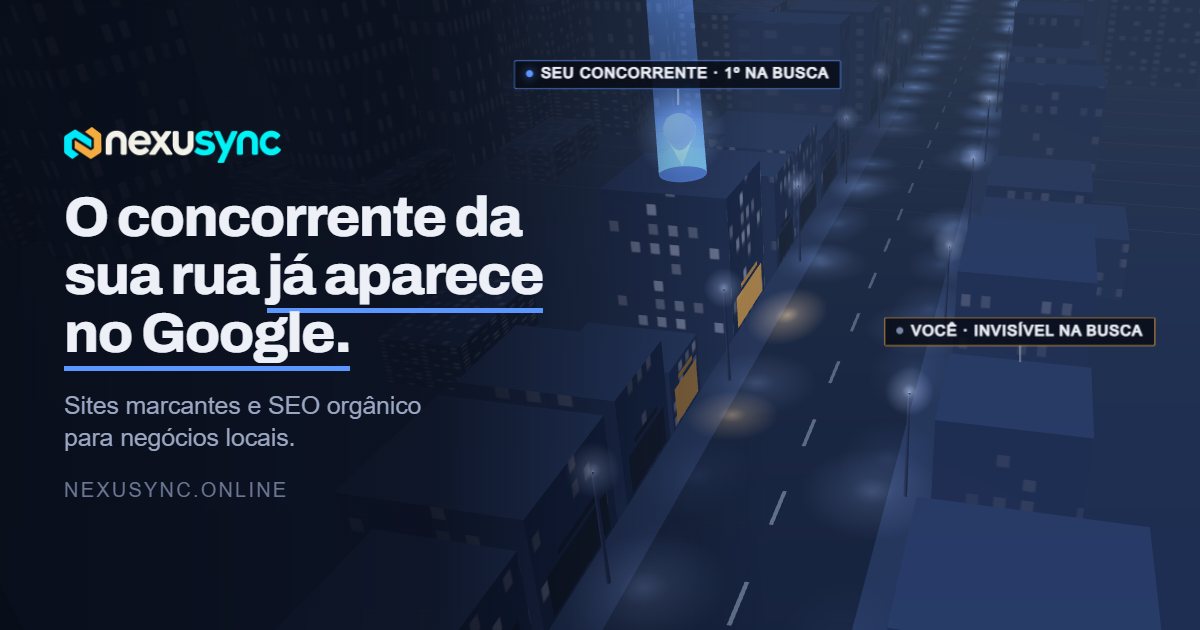 SEU CONCORRENTE · 1º NA BUSCA
nexusync
O concorrente da
sua rua já aparece
no Google.
VOCÊ · INVISÍVEL NA BUSCA
Sites marcantes e SEO orgânico
para negócios locais.
NEXUSYNC.ONLINE